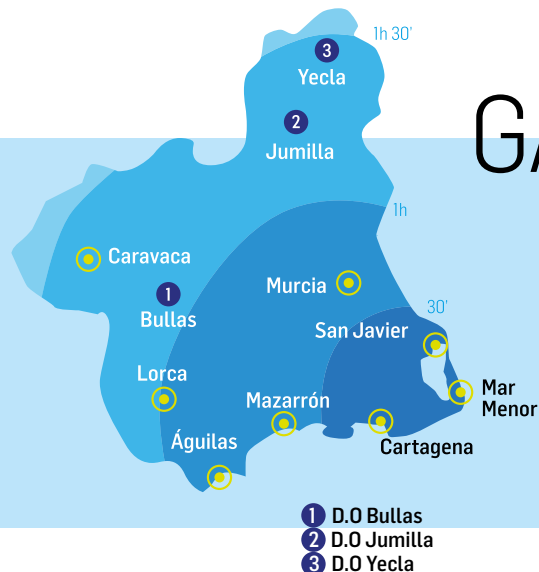 1h 30'
3
Yecla
GA
2
Jumilla
1h
Caravaca
Murcia
1
Bullas
30'
San Javier
Lorca
Mar
Menor
Mazarrón
Águilas
Cartagena
1 D.O Bullas
2 D.O Jumilla
3 D.O Yecla